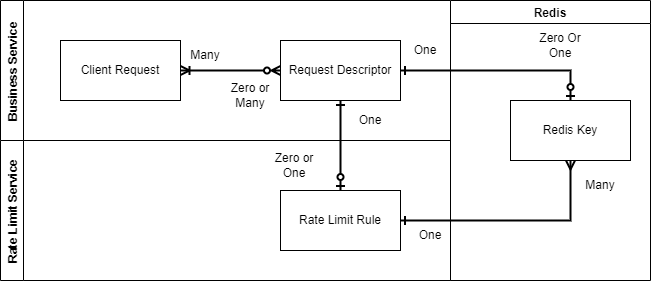 Redis
Business Service
Many
Client Request
Zero or
Many
Request Descriptor
One
Zero Or
One
Redis Key
One
Zero or
One
Many
Rate Limit Service
Rate Limit Rule
One